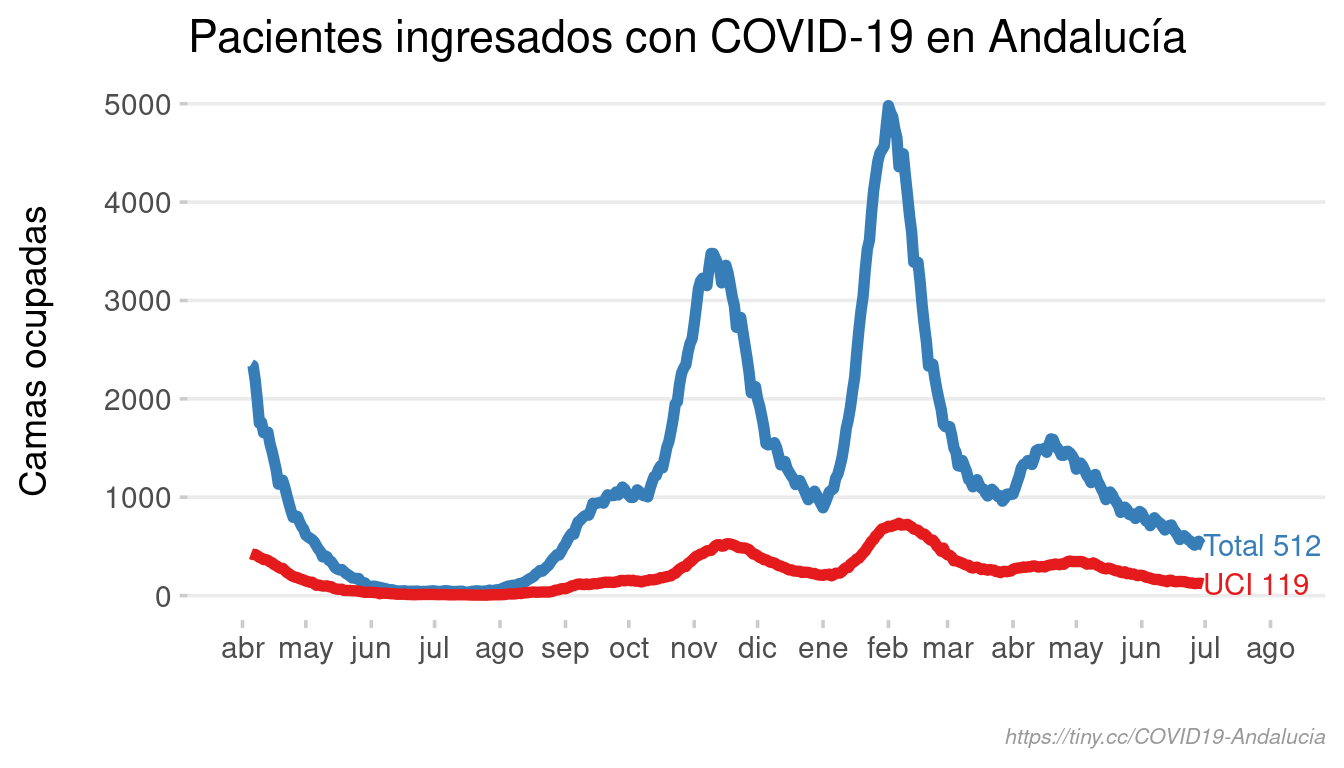 Pacientes ingresados con COVID-19 en Andalucía
Camas ocupadas
5000
4000
3000
2000
1000
0
Total 512
UCI 119
abr may jun jul ago sep oct nov dic ene feb mar abr may jun jul ago
https://tiny.cc/COVID19-Andalucia